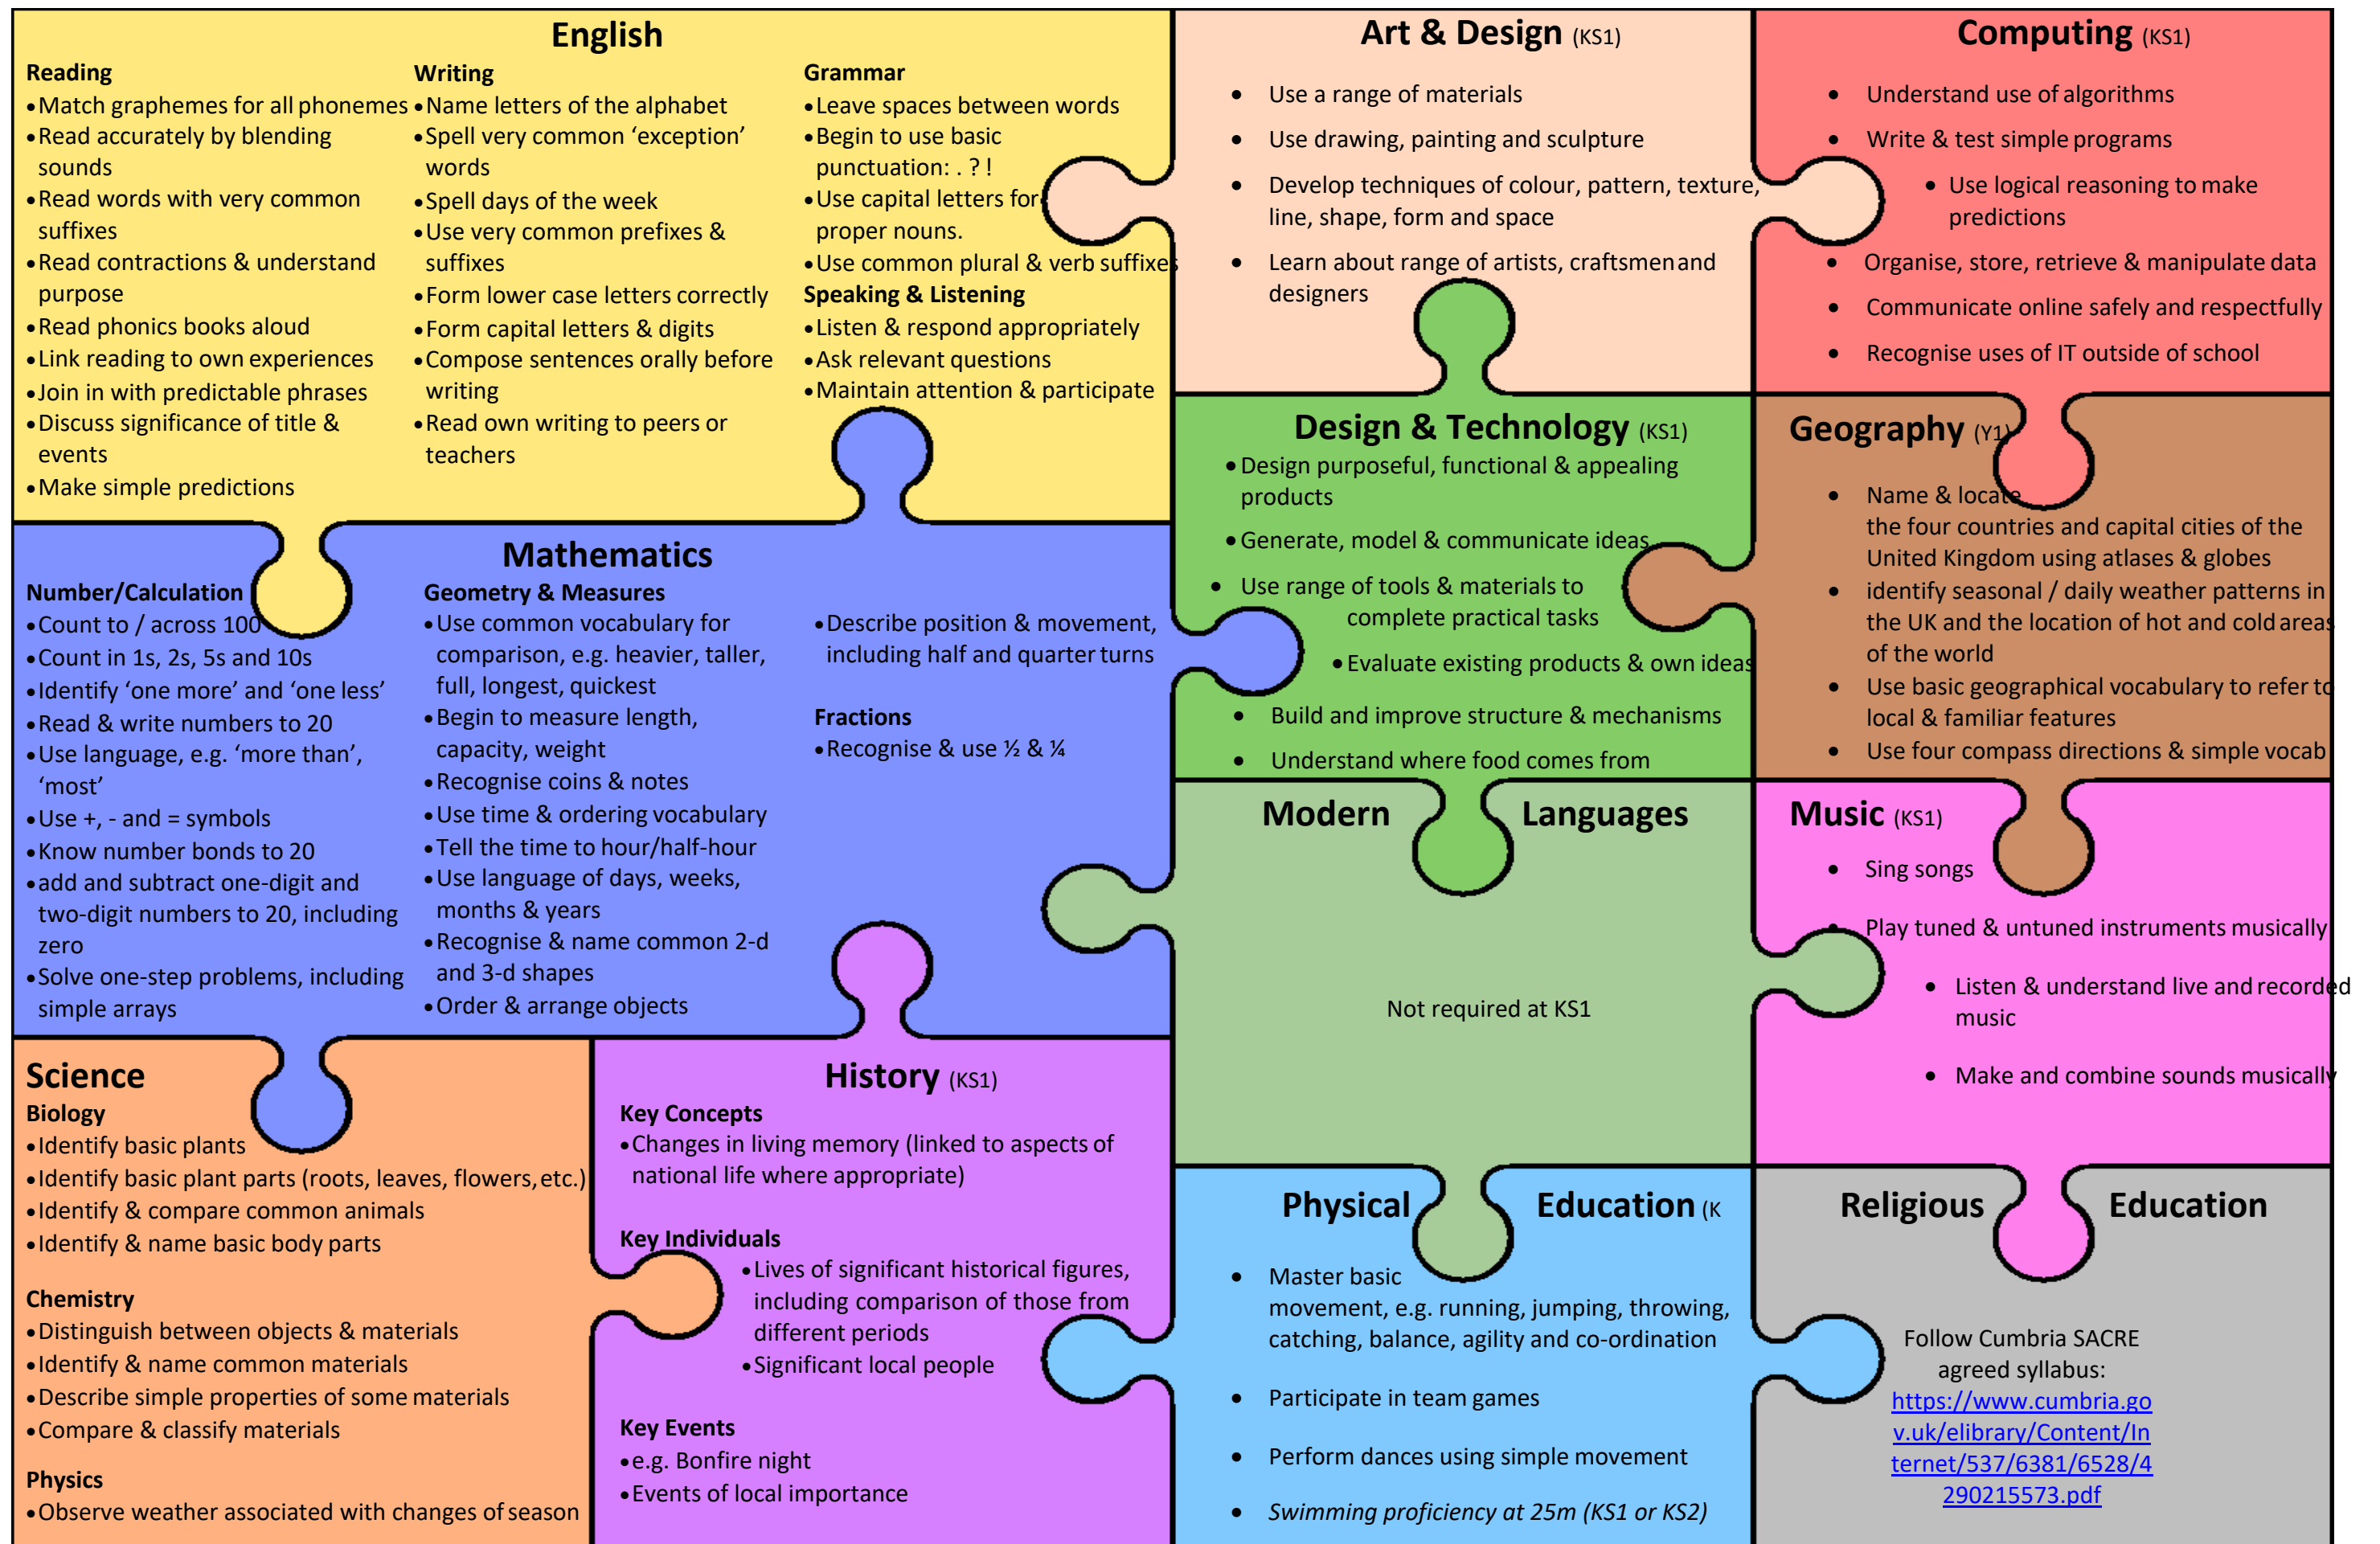 English
Reading
•Match graphemes for all phonemes
•Read accurately by blending
sounds
•Read words with very common
suffixes
•Read contractions & understand
purpose
•Read phonics books aloud
•Link reading to own experiences
•Join in with predictable phrases
•Discuss significance of title &
events
•Make simple predictions
Writing
•Name letters of the alphabet
•Spell very common ‘exception’
words
•Spell days of the week
•Use very common prefixes &
suffixes
•Form lower case letters correctly
•Form capital letters & digits
•Compose sentences orally before
writing
•Read own writing to peers or
teachers
Grammar
•Leave spaces between words
•Begin to use basic
punctuation: . ? !
•Use capital letters for
proper nouns.
•Use common plural & verb suffixes
Speaking & Listening
•Listen & respond appropriately
•Ask relevant questions
•Maintain attention & participate
Art & Design (KS1)
• Use a range of materials
• Use drawing, painting and sculpture
• Develop techniques of colour, pattern, texture,
line, shape, form and space
• Learn about range of artists, craftsmen and
designers
Computing (KS1)
• Understand use of algorithms
• Write & test simple programs
• Use logical reasoning to make
predictions
• Organise, store, retrieve & manipulate data
• Communicate online safely and respectfully
• Recognise uses of IT outside of school
Mathematics
Number/Calculation
•Count to / across 100
•Count in 1s, 2s, 5s and 10s
•Identify ‘one more’ and ‘one less’
•Read & write numbers to 20
•Use language, e.g. ‘more than’,
‘most’
•Use +, - and = symbols
•Know number bonds to 20
•add and subtract one-digit and
two-digit numbers to 20, including
zero
•Solve one-step problems, including
simple arrays
Geometry & Measures
•Use common vocabulary for
comparison, e.g. heavier, taller,
full, longest, quickest
•Begin to measure length,
capacity, weight
•Recognise coins & notes
•Use time & ordering vocabulary
•Tell the time to hour/half-hour
•Use language of days, weeks,
months & years
•Recognise & name common 2-d
and 3-d shapes
•Order & arrange objects
•Describe position & movement,
including half and quarter turns
Fractions
•Recognise & use ½ & ¼
Design & Technology (KS1)
•Design purposeful, functional & appealing
products
•Generate, model & communicate ideas
• Use range of tools & materials to
complete practical tasks
•Evaluate existing products & own ideas
• Build and improve structure & mechanisms
• Understand where food comes from
Geography (Y1)
• Name & locate
the four countries and capital cities of the
United Kingdom using atlases & globes
• identify seasonal / daily weather patterns in
the UK and the location of hot and cold areas
of the world
• Use basic geographical vocabulary to refer to
local & familiar features
• Use four compass directions & simple vocab
Modern Languages
Not required at KS1
Music (KS1)
• Sing songs
• Play tuned & untuned instruments musically
• Listen & understand live and recorded
music
• Make and combine sounds musically
Science
Biology
•Identify basic plants
•Identify basic plant parts (roots, leaves, flowers, etc.)
•Identify & compare common animals
•Identify & name basic body parts
Chemistry
•Distinguish between objects & materials
•Identify & name common materials
•Describe simple properties of some materials
•Compare & classify materials
Physics
•Observe weather associated with changes of season
History (KS1)
Key Concepts
•Changes in living memory (linked to aspects of
national life where appropriate)
Key Individuals
•Lives of significant historical figures,
including comparison of those from
different periods
•Significant local people
Key Events
•e.g. Bonfire night
•Events of local importance
Physical Education (K
• Master basic
movement, e.g. running, jumping, throwing,
catching, balance, agility and co-ordination
• Participate in team games
• Perform dances using simple movement
• Swimming proficiency at 25m (KS1 or KS2)
Religious Education
Follow Cumbria SACRE
agreed syllabus:
https://www.cumbria.go
v.uk/elibrary/Content/In
ternet/537/6381/6528/4
290215573.pdf